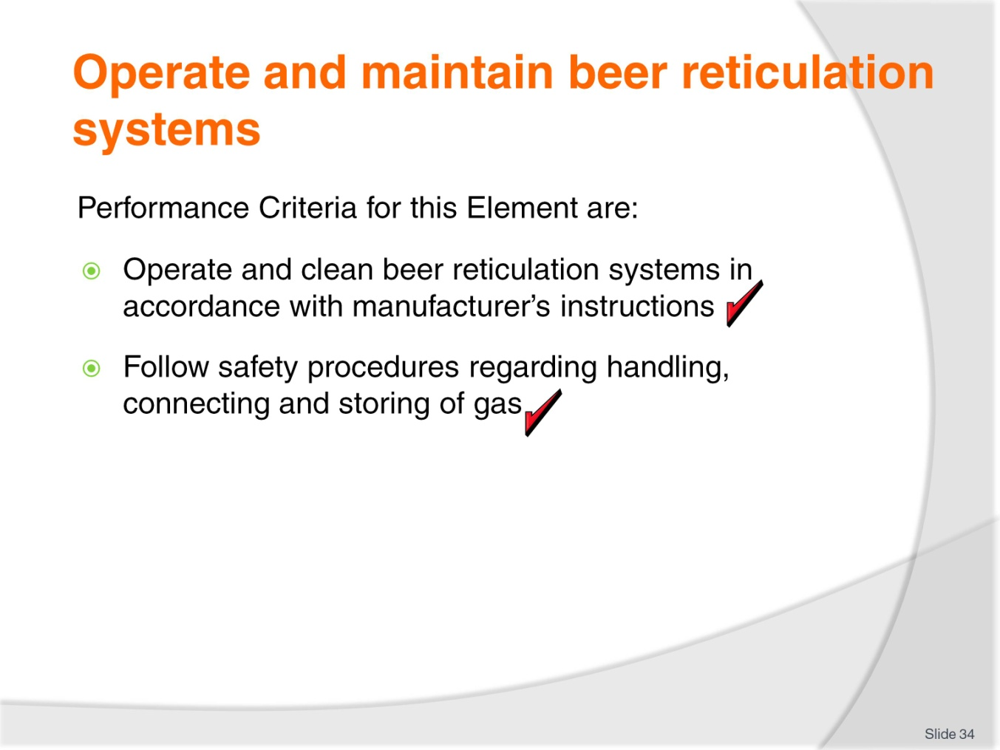 Operate and maintain beer reticulation
systems
Performance Criteria for this Element are:
Operate and clean beer reticulation systems in
accordance with manufacturer’s instructions
Follow safety procedures regarding handling,
connecting and storing of gas
Slide 34